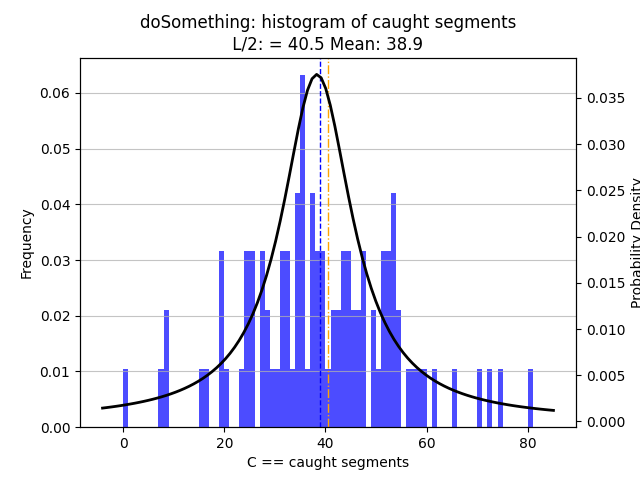 doSomething: histogram of caught segments
L/2: = 40.5 Mean: 38.9
0.06
0.05
0.04
0.03
0.02
0.01
0.00
Frequency
0.035
0.030
0.025
0.020
0.015
0.010
0.005
0.000
Probability Density
0 20 40 60 80
C == caught segments